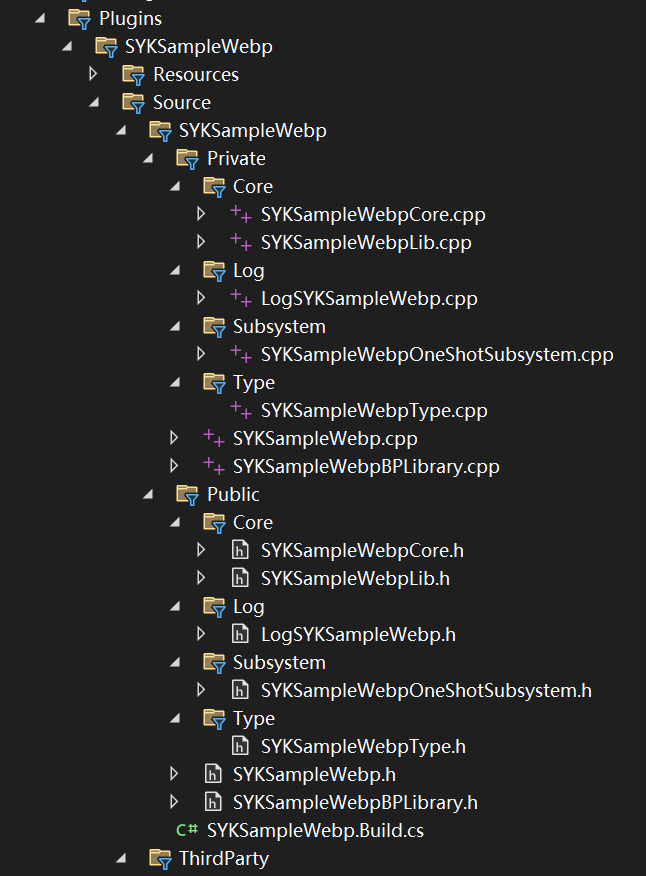 Plugins
SYKSampleWebp
Resources
Source
SYKSampleWebp
Private
Core
SYKSampleWebpCore.cpp
SYKSampleWebpLib.cpp
Log
LogSYKSampleWebp.cpp
Subsystem
SYKSampleWebpOneShotSubsystem.cpp
Type
SYKSampleWebpType.cpp
SYKSampleWebp.cpp
SYKSampleWebpBPLibrary.cpp
Public
Core
SYKSampleWebpCore.h
SYKSampleWebpLib.h
Log
LogSYKSampleWebp.h
Subsystem
SYKSampleWebpOneShotSubsystem.h
Type
SYKSampleWebpType.h
SYKSampleWebp.h
SYKSampleWebpBPLibrary.h
C# SYKSampleWebp.Build.cs
ThirdParty